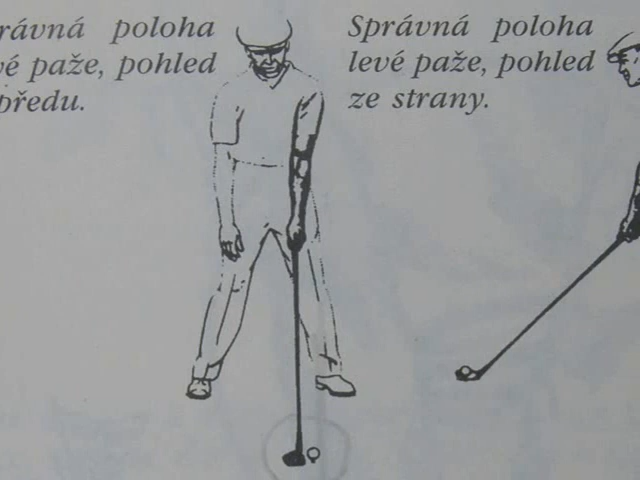 rávná poloha
vé paže, pohled
předu.
Správná poloha
levé paže, pohled
ze strany.